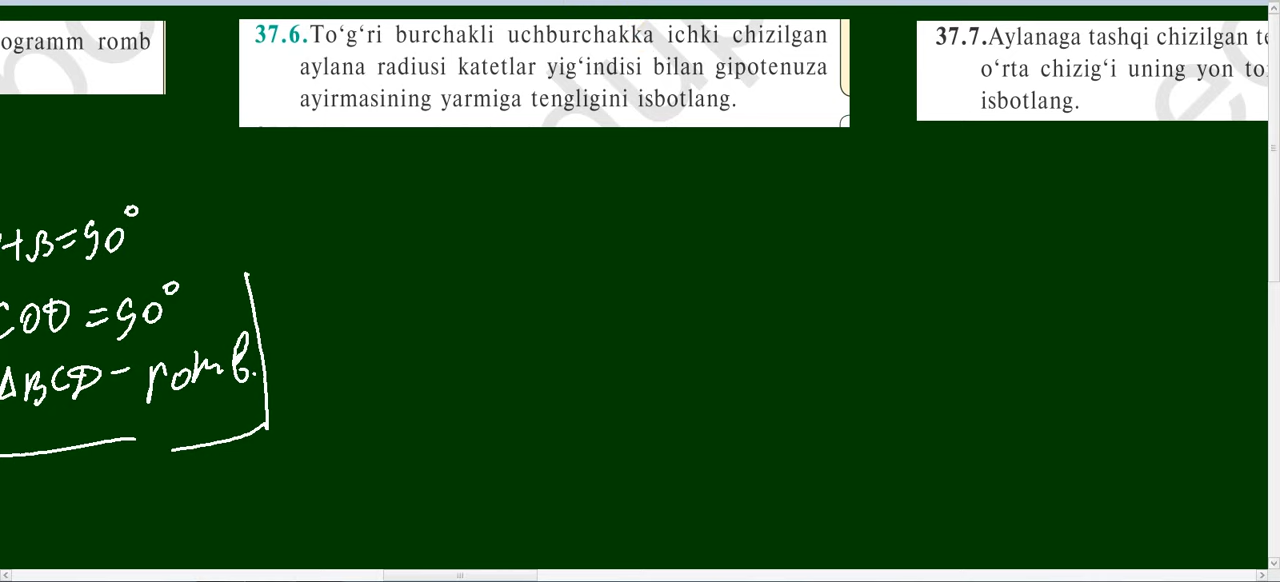 ogramm romb
37.6.To‘g‘ri burchakli uchburchakka ichki chizilgan
aylana radiusi katetlar yig‘indisi bilan gipotenuza
ayirmasining yarmiga tengligini isbotlang.
37.7.Aylanaga tashqi chizilgan te
o‘rta chizig‘i uning yon to
isbotlang.
+β=90°
COD=90°
ABCD- romb.